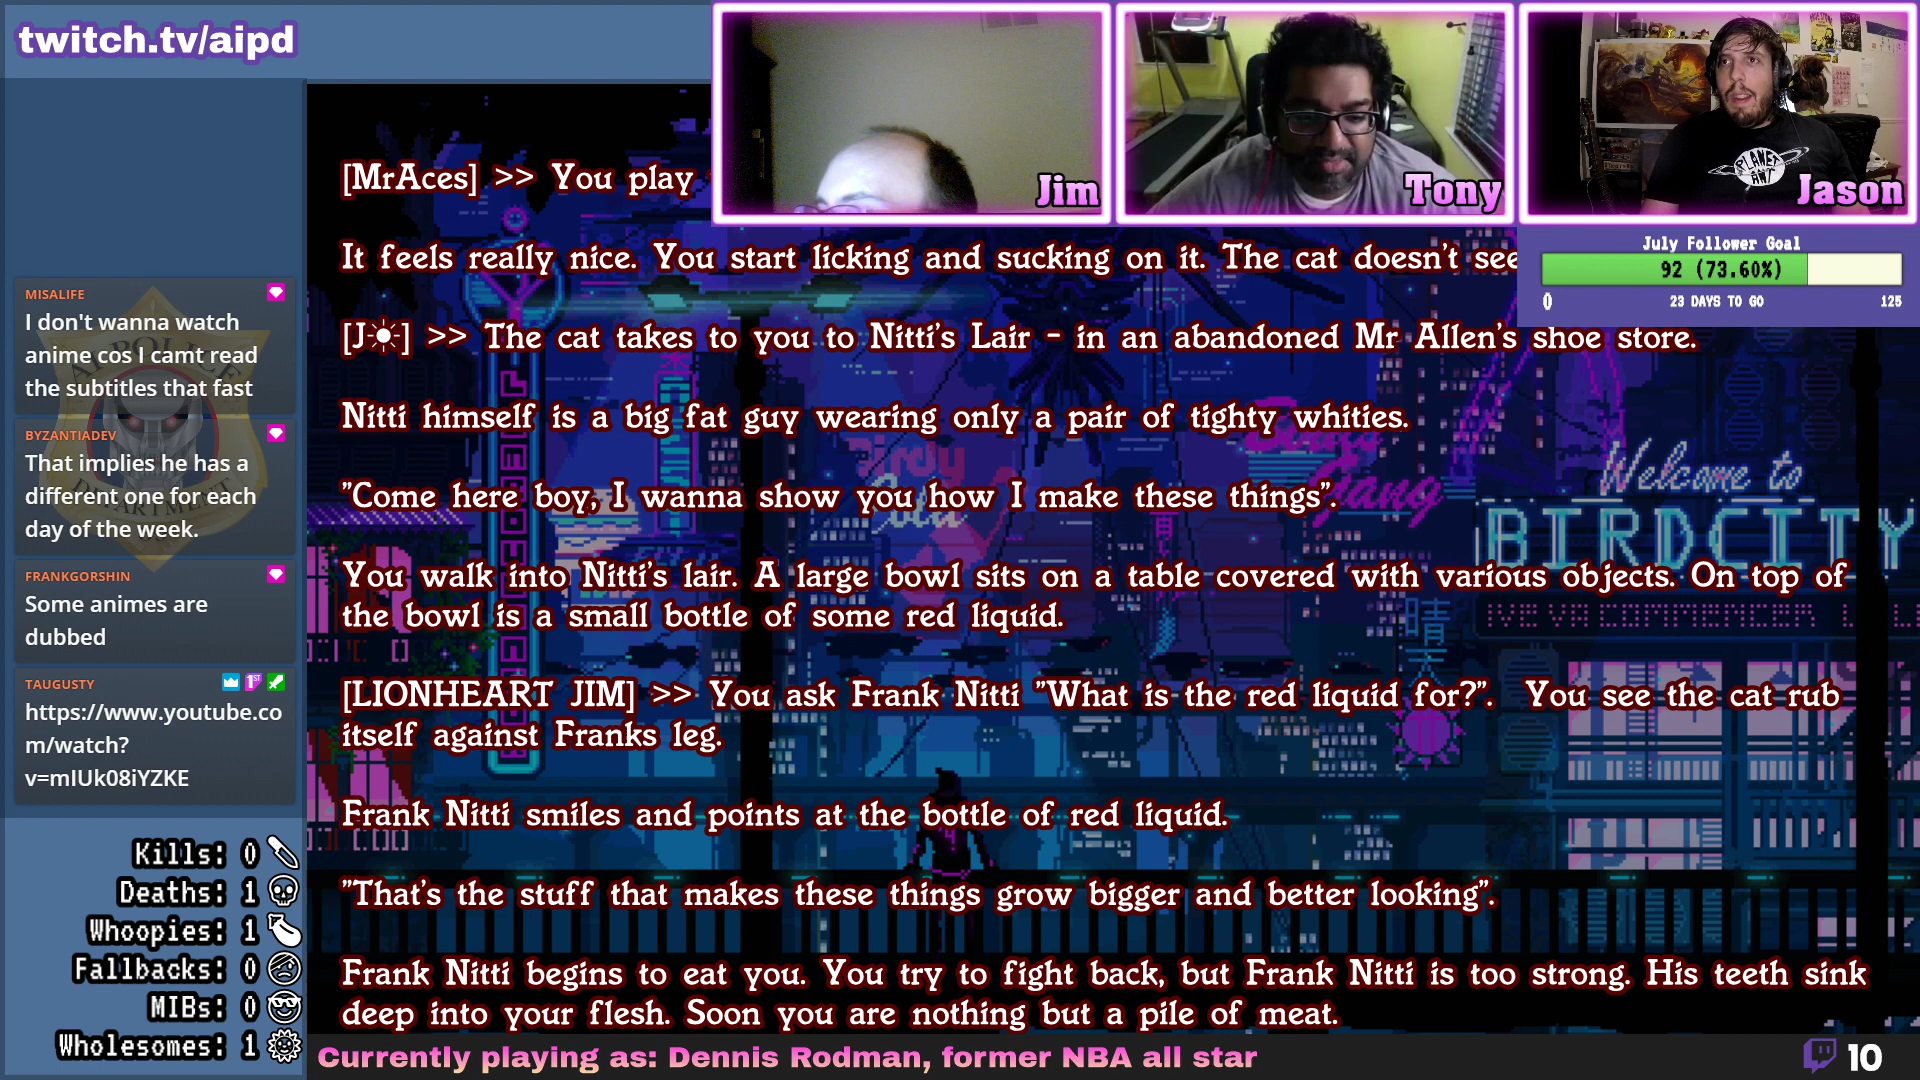 twitch.tv/aipd
Jim
Tony
Jason
PLANET
ANT
July Follower Goal
92 (73.60%)
0 23 DAYS TO GO 125
[MrAces] >> You play
It feels really nice. You start licking and sucking on it. The cat doesn't see
[J☀] >> The cat takes to you to Nitti's Lair - in an abandoned Mr Allen's shoe store.
Nitti himself is a big fat guy wearing only a pair of tighty whities.
"Come here boy, I wanna show you how I make these things".
You walk into Nitti's lair. A large bowl sits on a table covered with various objects. On top of
the bowl is a small bottle of some red liquid.
[LIONHEART JIM] >> You ask Frank Nitti "What is the red liquid for?". You see the cat rub
itself against Franks leg.
Frank Nitti smiles and points at the bottle of red liquid.
"That's the stuff that makes these things grow bigger and better looking".
Frank Nitti begins to eat you. You try to fight back, but Frank Nitti is too strong. His teeth sink
deep into your flesh. Soon you are nothing but a pile of meat.
Welcome to
BIRDCITY
晴天
MISALIFE
I don't wanna watch
anime cos I camt read
the subtitles that fast
BYZANTIADEV
That implies he has a
different one for each
day of the week.
FRANKGORSHIN
Some animes are
dubbed
TAUGUSTY
1ST
https://www.youtube.co
m/watch?
v=mIUk08iYZKE
AI POLICE
DEPARTMENT
Kills: 0
Deaths: 1
Whoopies: 1
Fallbacks: 0
MIBs: 0
Wholesomes: 1
Currently playing as: Dennis Rodman, former NBA all star
10